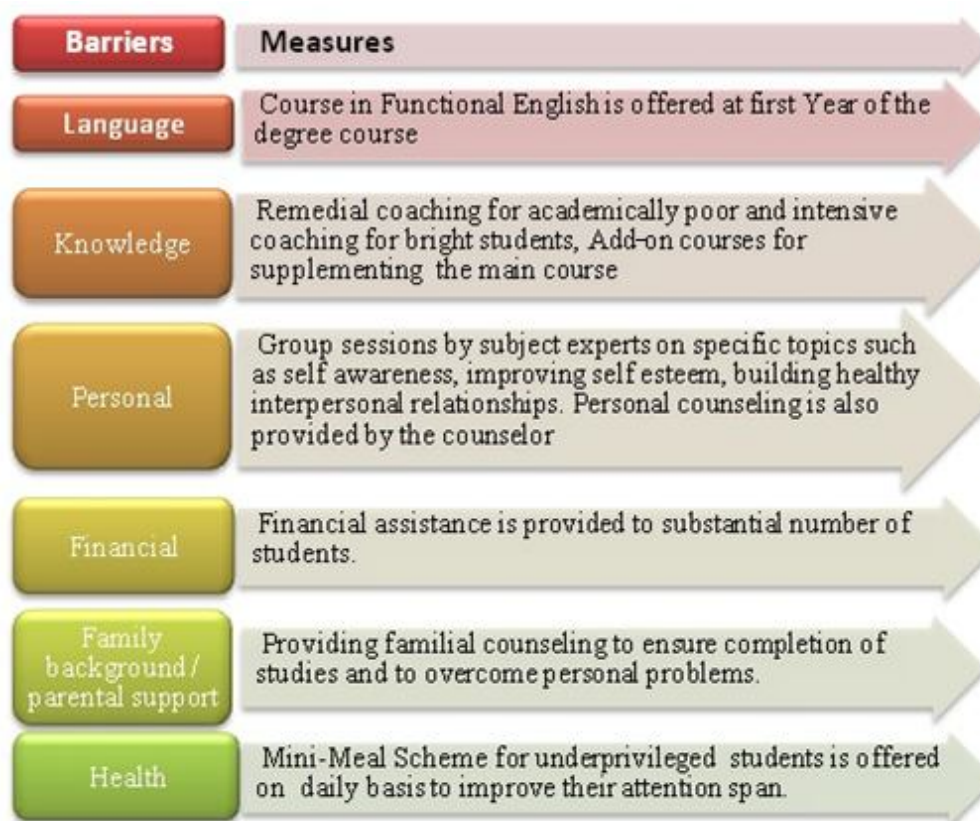 Barriers
Measures
Language
Course in Functional English is offered at first Year of the
degree course
Knowledge
Remedial coaching for academically poor and intensive
coaching for bright students, Add-on courses for
supplementing the main course
Personal
Group sessions by subject experts on specific topics such
as self awareness, improving self esteem, building healthy
interpersonal relationships. Personal counseling is also
provided by the counselor
Financial
Financial assistance is provided to substantial number of
students.
Family
background /
parental support
Providing familial counseling to ensure completion of
studies and to overcome personal problems.
Health
Mini-Meal Scheme for underprivileged students is offered
on daily basis to improve their attention span.